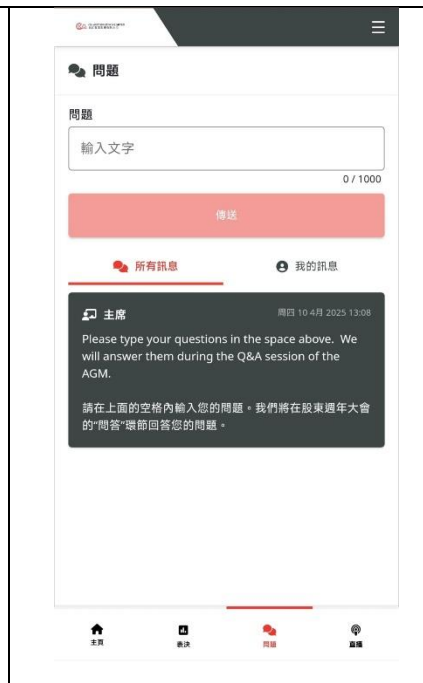 問題
問題
輸入文字
0 / 1000
傳送
所有訊息
我的訊息
主席
周四 10 4月 2025 13:08
Please type your questions in the space above. We
will answer them during the Q&A session of the
AGM.
請在上面的空格內輸入您的問題。我們將在股東週年大會
的“問答”環節回答您的問題。
主頁
表決
問題
直播